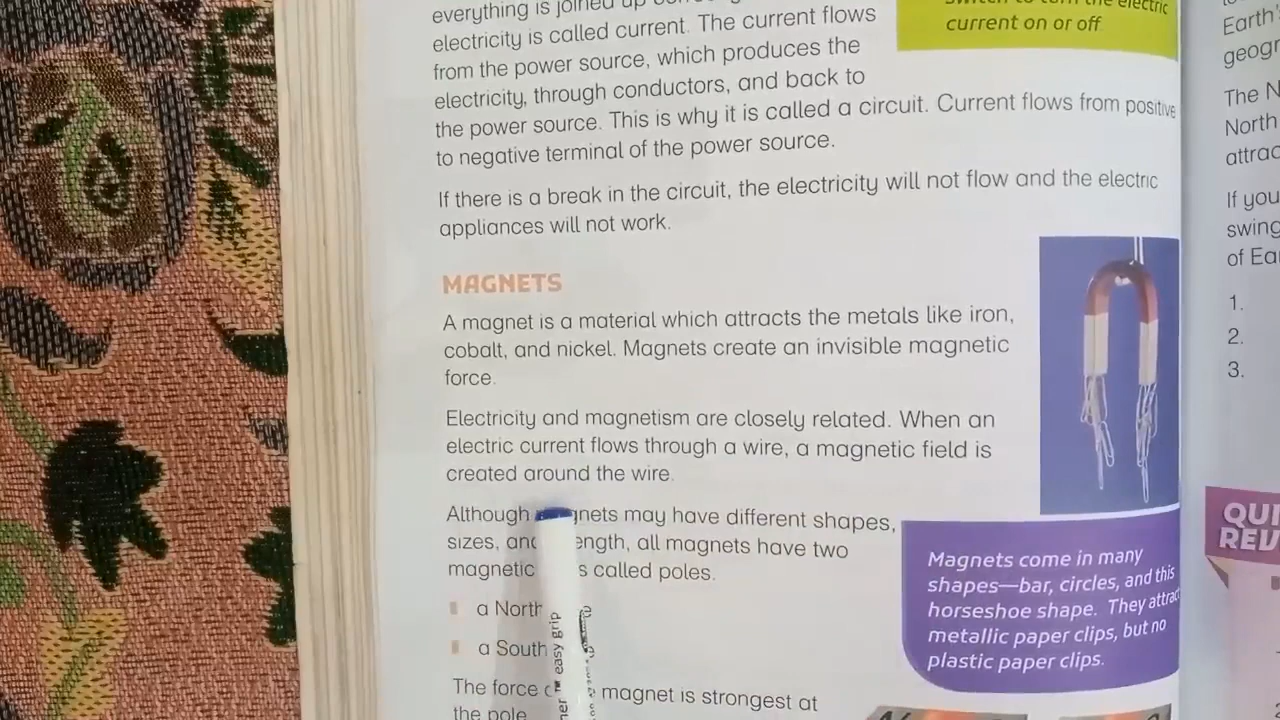 everything is joined up
electricity is called current. The current flows
from the power source, which produces the
electricity, through conductors, and back to
the power source. This is why it is called a circuit. Current flows from positive
to negative terminal of the power source.
If there is a break in the circuit, the electricity will not flow and the electric
appliances will not work.
the electric
current on or off.
MAGNETS
A magnet is a material which attracts the metals like iron,
cobalt, and nickel. Magnets create an invisible magnetic
force.
Electricity and magnetism are closely related. When an
electric current flows through a wire, a magnetic field is
created around the wire.
Although may have different shapes,
sizes, all magnets have two
magnetic called poles.
a North
a South
The force magnet is strongest at
the pole
Magnets come in many
shapes—bar, circles, and this
horseshoe shape. They attract
metallic paper clips, but no
plastic paper clips.
easy grip
Earth's
The N
North
If you
swing
of Ea
1.
2.
3.
QUI
REV